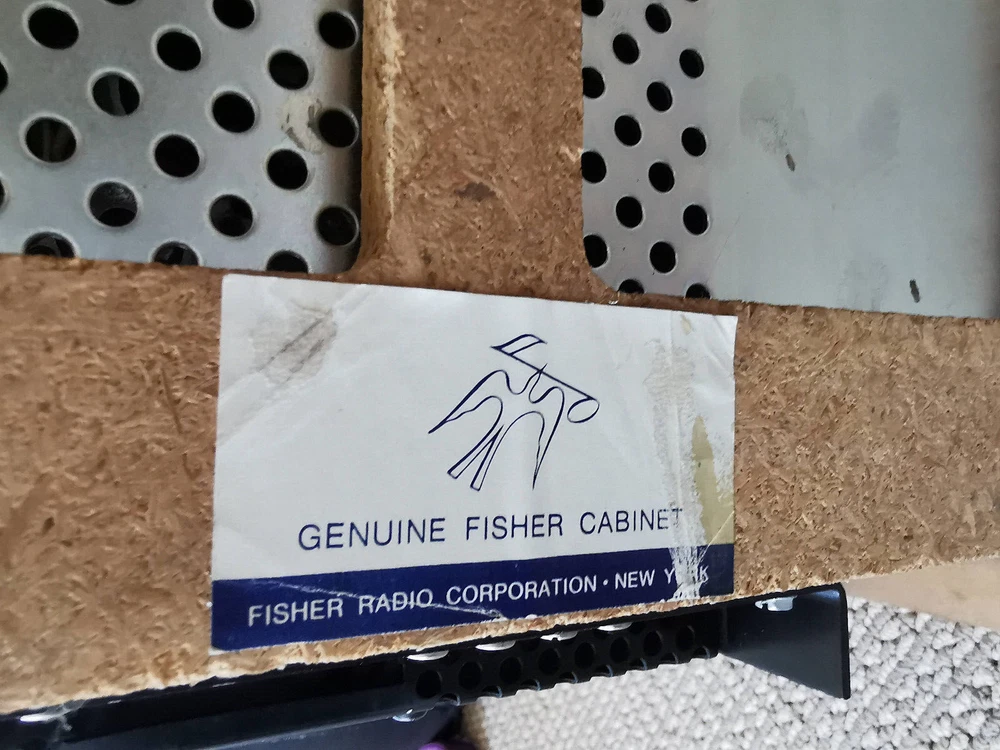 GENUINE FISHER CABINET
FISHER RADIO CORPORATION • NEW YORK